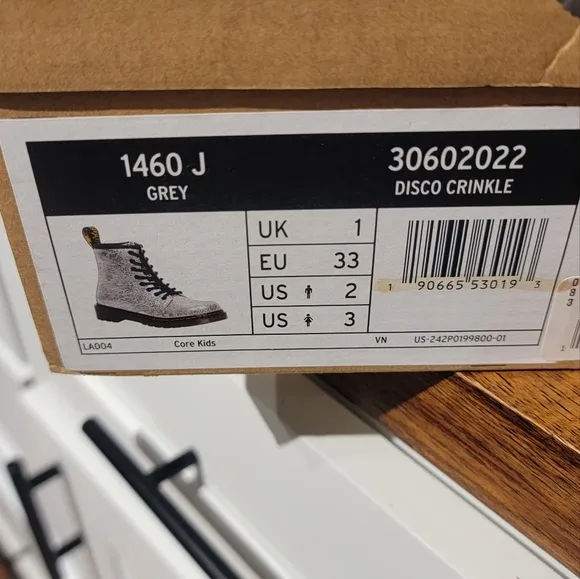 1460 J
GREY
30602022
DISCO CRINKLE
UK 1
EU 33
US 2
US 3
1 90665 53019 3
LA004 Core Kids VN US-242P0199800-01